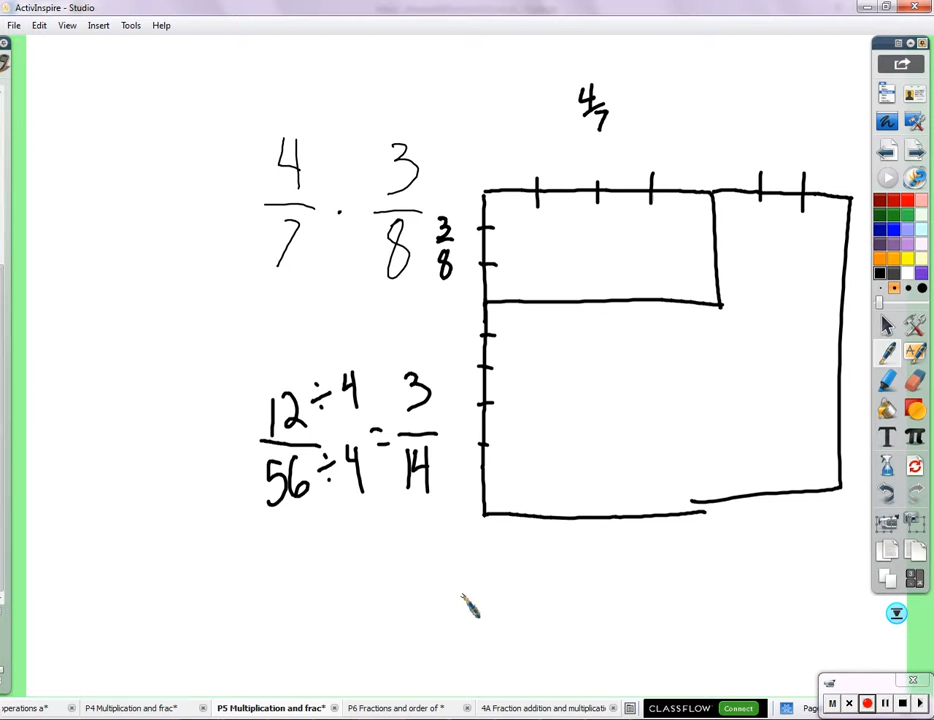 ActivInspire - Studio
File Edit View Insert Tools Help
4/7
4/7 · 3/8
3/8
12/56 ÷ 4/4 = 3/14
operations a*
P4 Multiplication and frac*
P5 Multiplication and frac*
P6 Fractions and order of *
4A Fraction addition and multiplicati
CLASSFLOW Connect
Pag
M